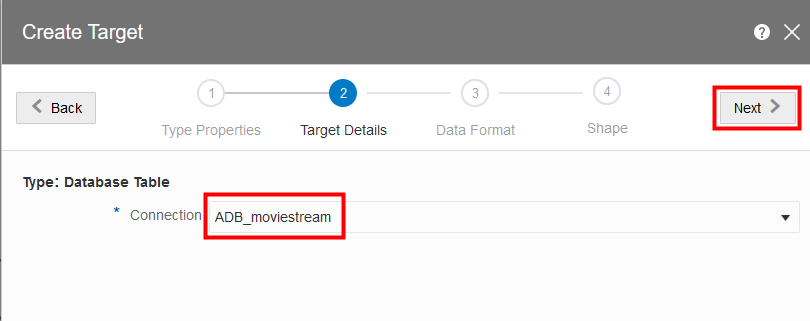 Create Target
?
Back
1
2
3
4
Next
Type Properties
Target Details
Data Format
Shape
Type: Database Table
* Connection ADB_moviestream